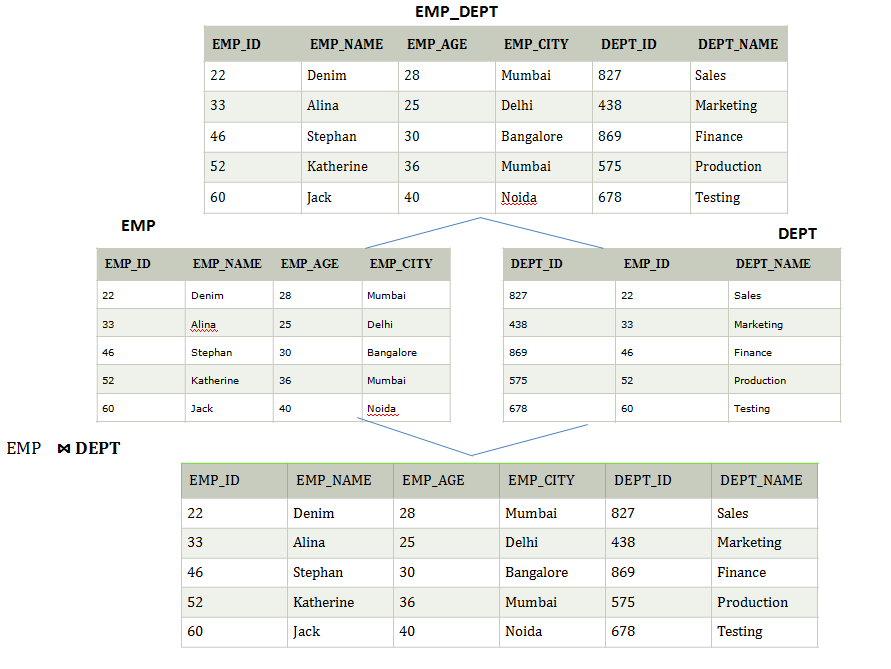 EMP_DEPT
EMP_ID EMP_NAME EMP_AGE EMP_CITY DEPT_ID DEPT_NAME
22 Denim 28 Mumbai 827 Sales
33 Alina 25 Delhi 438 Marketing
46 Stephan 30 Bangalore 869 Finance
52 Katherine 36 Mumbai 575 Production
60 Jack 40 Noida 678 Testing
EMP
EMP_ID EMP_NAME EMP_AGE EMP_CITY
22 Denim 28 Mumbai
33 Alina 25 Delhi
46 Stephan 30 Bangalore
52 Katherine 36 Mumbai
60 Jack 40 Noida
DEPT
DEPT_ID EMP_ID DEPT_NAME
827 22 Sales
438 33 Marketing
869 46 Finance
575 52 Production
678 60 Testing
EMP ⋈ DEPT
EMP_ID EMP_NAME EMP_AGE EMP_CITY DEPT_ID DEPT_NAME
22 Denim 28 Mumbai 827 Sales
33 Alina 25 Delhi 438 Marketing
46 Stephan 30 Bangalore 869 Finance
52 Katherine 36 Mumbai 575 Production
60 Jack 40 Noida 678 Testing